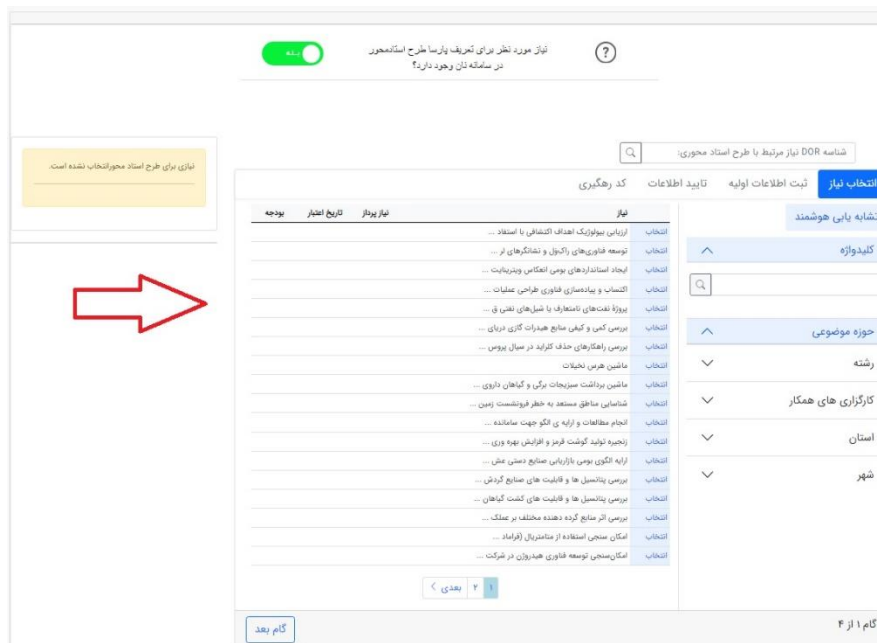 نیاز مورد نظر برای تعریف پارسا طرح استادمحور
در سامانه نان وجود دارد؟
بله
شناسه DOR نیاز مرتبط با طرح استاد محوری:
نیازی برای طرح استاد محورانتخاب نشده است.
انتخاب نیاز ثبت اطلاعات اولیه تایید اطلاعات کد رهگیری
تشابه یابی هوشمند
کلیدواژه
حوزه موضوعی
رشته
کارگزاری های همکار
استان
شهر
نیاز نیاز پرداز تاریخ اعتبار بودجه
انتخاب ارزیابی بیولوژیک اهداف اکتشافی با استفاد ...
انتخاب توسعه فناوری‌های راک‌ول و نشانگرهای لر ...
انتخاب ایجاد استانداردهای بومی انعکاس ویترینایت ...
انتخاب اکتساب و پیاده‌سازی فناوری طراحی عملیات ...
انتخاب پروژهٔ نفت‌های نامتعارف یا شیل‌های نفتی ق ...
انتخاب بررسی کمی و کیفی منابع هیدرات گازی دریای ...
انتخاب بررسی راهکارهای حذف کلراید در سیال پروس ...
انتخاب ماشین هرس نخیلات
انتخاب ماشین برداشت سبزیجات برگی و گیاهان داروی ...
انتخاب شناسایی مناطق مستعد به خطر فرونشست زمین ...
انتخاب انجام مطالعات و ارایه ی الگو جهت سامانده ...
انتخاب زنجیره تولید گوشت قرمز و افزایش بهره وری ...
انتخاب ارایه الگوی بومی بازاریابی صنایع دستی عش ...
انتخاب بررسی پتانسیل ها و قابلیت های صنایع گردش ...
انتخاب بررسی پتانسیل ها و قابلیت های کشت گیاهان ...
انتخاب بررسی اثر منابع گرده دهنده مختلف بر عملک ...
انتخاب امکان سنجی استفاده از متامتریال (فراماد ...
انتخاب امکان‌سنجی توسعه فناوری هیدروژن در شرکت ...
۱ ۲ بعدی
گام ۱ از ۴
گام بعد